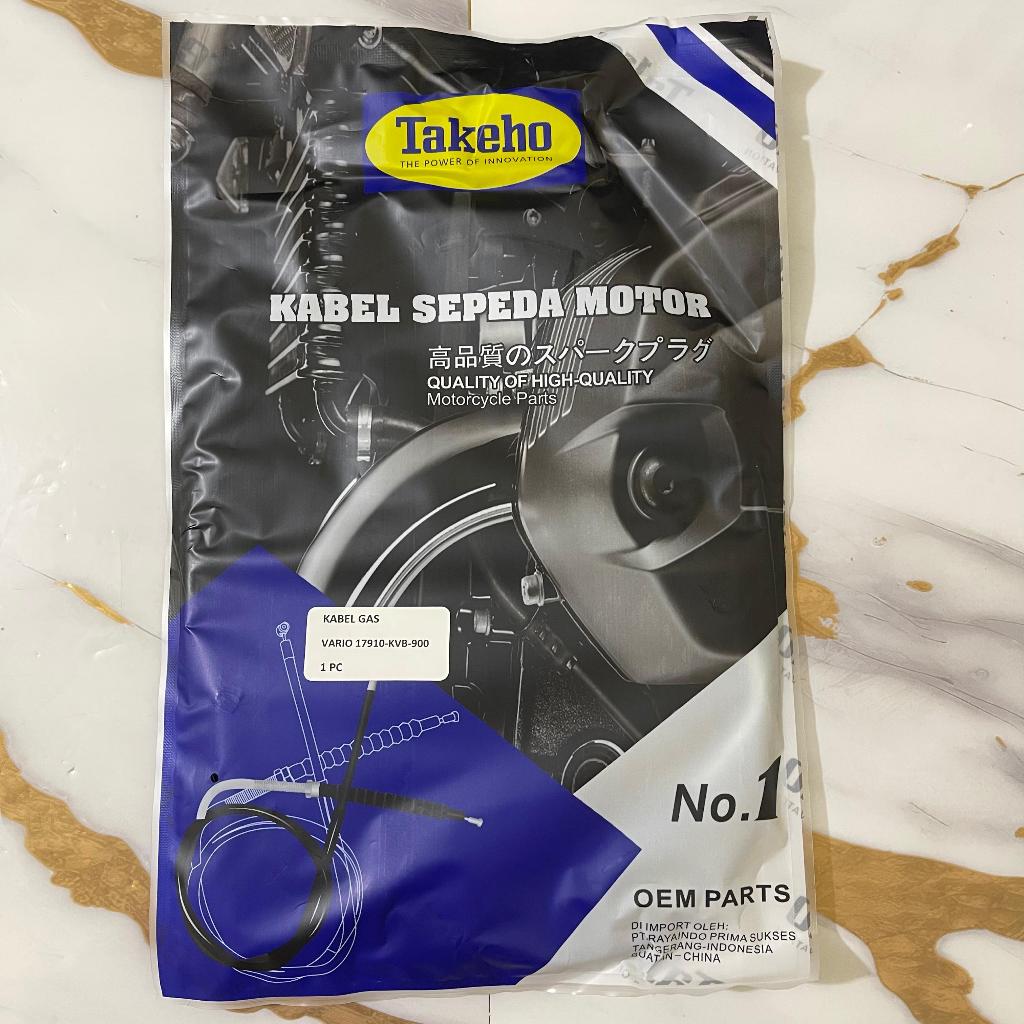 Takeho
THE POWER OF INNOVATION
KABEL SEPEDA MOTOR
高品質のスパークプラグ
QUALITY OF HIGH-QUALITY
Motorcycle Parts
KABEL GAS
VARIO 17910-KVB-900
1 PC
No.1
OEM PARTS
DI IMPORT OLEH:
PT.RAYAINDO PRIMA SUKSES
TANGERANG-INDONESIA
BUATIN-CHINA